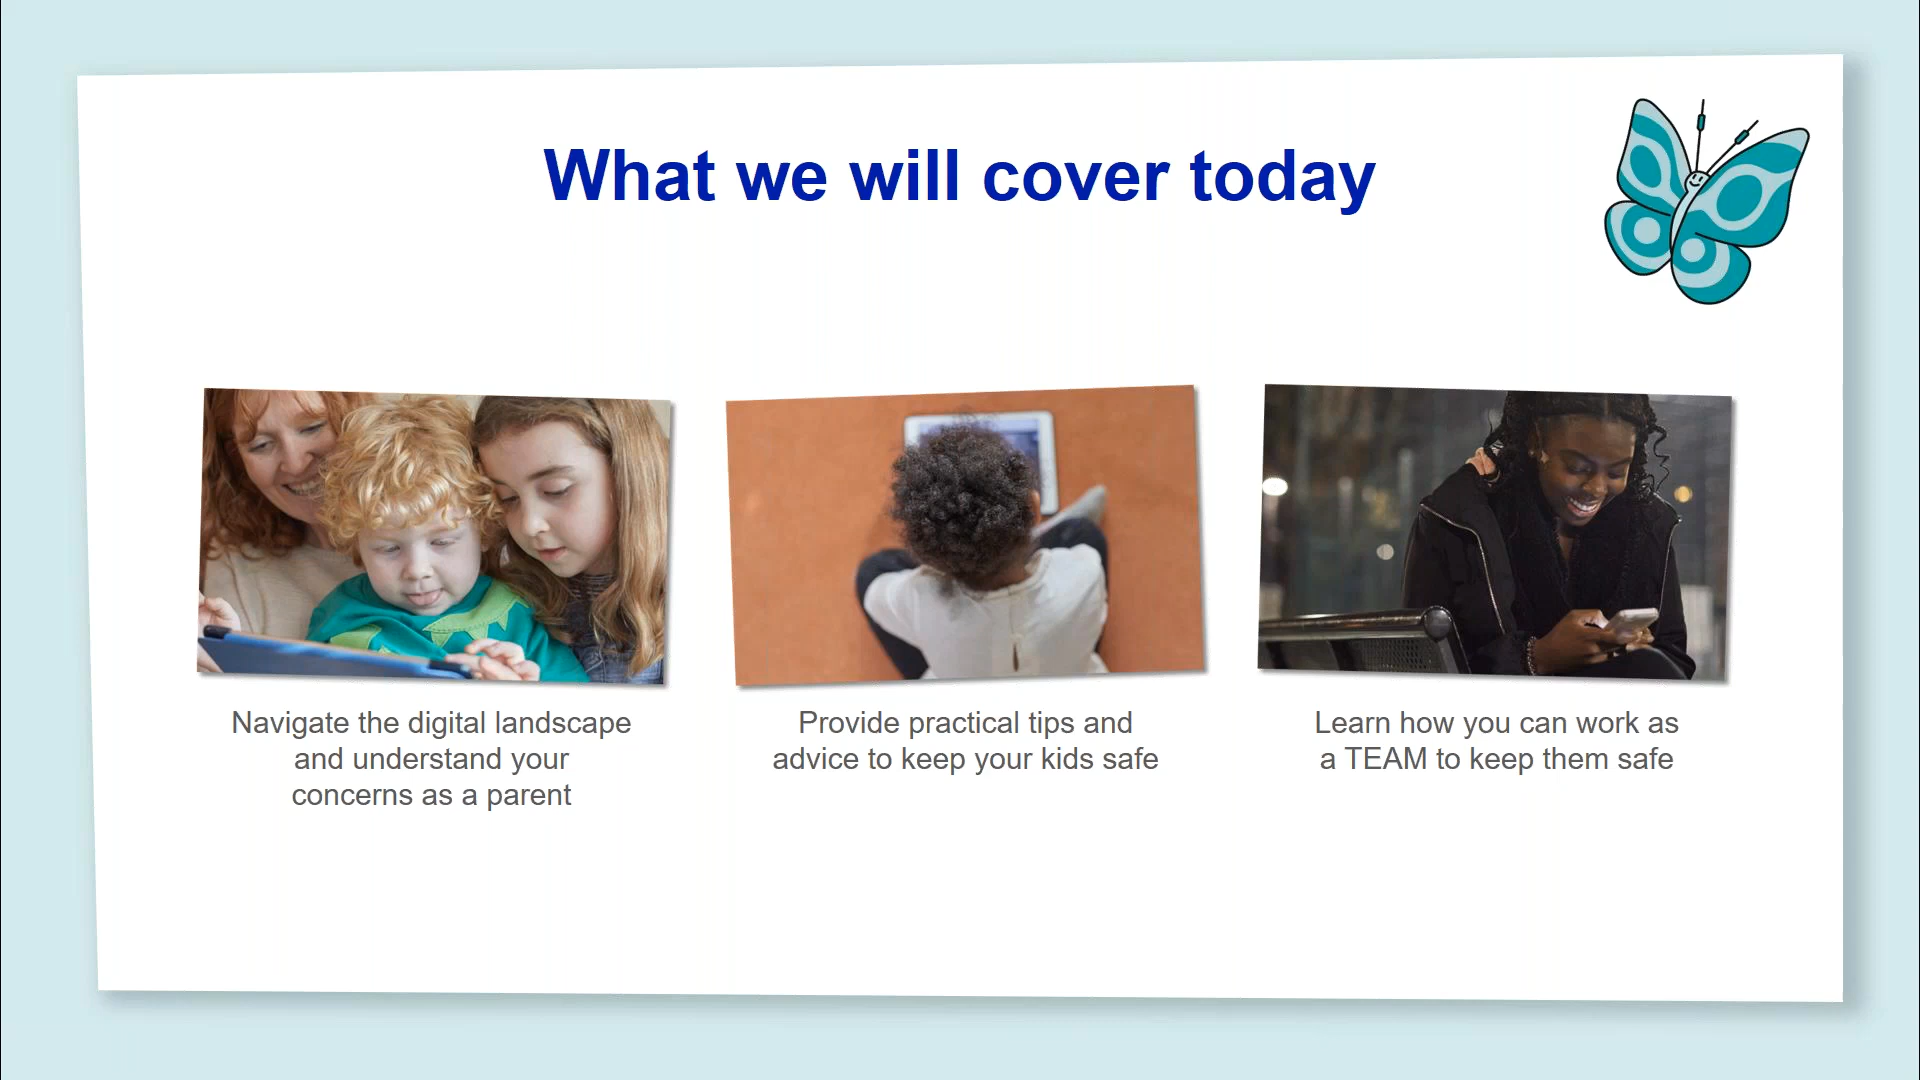 What we will cover today
Navigate the digital landscape
and understand your
concerns as a parent
Provide practical tips and
advice to keep your kids safe
Learn how you can work as
a TEAM to keep them safe